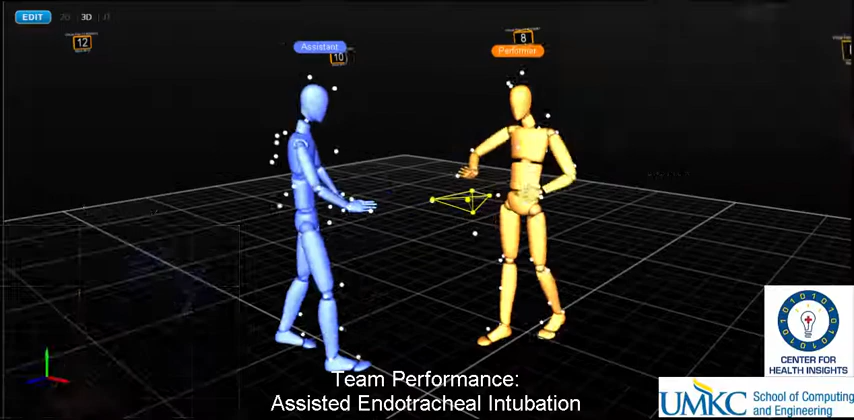 EDIT
2D
3D
12
Assistant
10
8
Performer
Team Performance:
Assisted Endotracheal Intubation
CENTER FOR
HEALTH INSIGHTS
UMKC
School of Computing
and Engineering